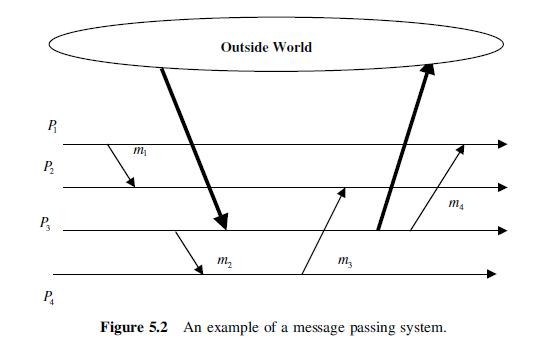 Outside World
P₁
m₁
P₂
m₄
P₃
m₂ m₃
P₄
Figure 5.2 An example of a message passing system.